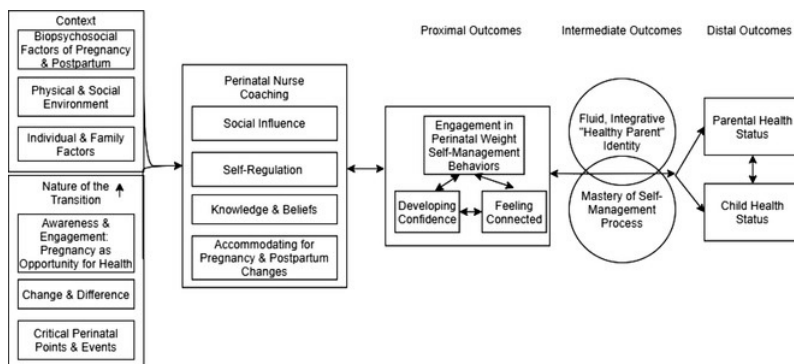 Context
Biopsychosocial
Factors of Pregnancy
& Postpartum
Physical & Social
Environment
Individual & Family
Factors
Nature of the
Transition
Awareness &
Engagement:
Pregnancy as
Opportunity for Health
Change & Difference
Critical Perinatal
Points & Events
Perinatal Nurse
Coaching
Social Influence
Self-Regulation
Knowledge & Beliefs
Accommodating for
Pregnancy & Postpartum
Changes
Proximal Outcomes
Engagement in
Perinatal Weight
Self-Management
Behaviors
Developing
Confidence
Feeling
Connected
Intermediate Outcomes
Fluid, Integrative
"Healthy Parent"
Identity
Mastery of Self-
Management
Process
Distal Outcomes
Parental Health
Status
Child Health
Status